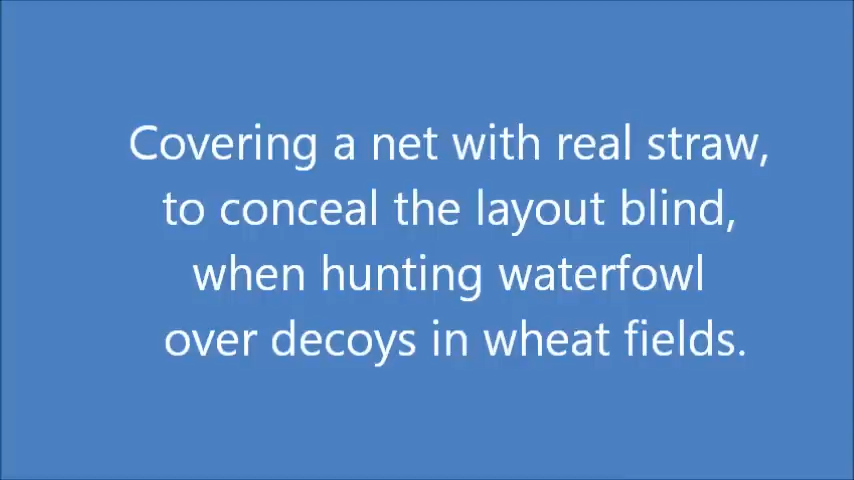 Covering a net with real straw,
to conceal the layout blind,
when hunting waterfowl
over decoys in wheat fields.